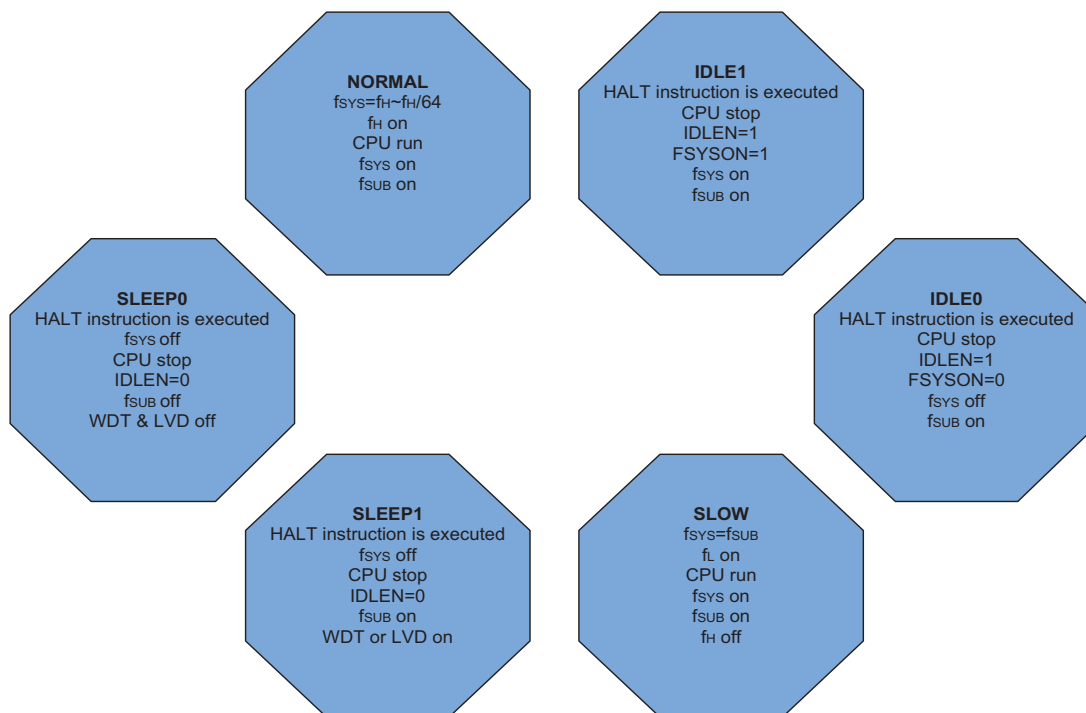 NORMAL
fSYS=fH~fH/64
fH on
CPU run
fSYS on
fSUB on
IDLE1
HALT instruction is executed
CPU stop
IDLEN=1
FSYSON=1
fSYS on
fSUB on
SLEEP0
HALT instruction is executed
fSYS off
CPU stop
IDLEN=0
fSUB off
WDT & LVD off
IDLE0
HALT instruction is executed
CPU stop
IDLEN=1
FSYSON=0
fSYS off
fSUB on
SLEEP1
HALT instruction is executed
fSYS off
CPU stop
IDLEN=0
fSUB on
WDT or LVD on
SLOW
fSYS=fSUB
fL on
CPU run
fSYS on
fSUB on
fH off